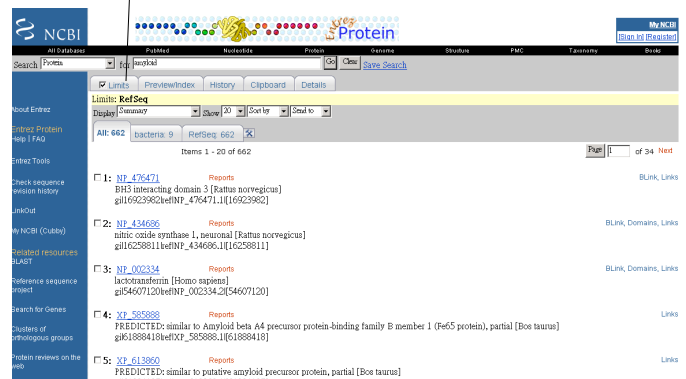 NCBI
Entrez Protein
My NCBI
[Sign In] [Register]
All Databases PubMed Nucleotide Protein Genome Structure PMC Taxonomy Books
Search Protein for amyloid Go Clear Save Search
Limits Preview/Index History Clipboard Details
Limits: RefSeq
Display Summary Show 20 Sort by Send to
All: 662 bacteria: 9 RefSeq: 662
Items 1 - 20 of 662 Page 1 of 34 Next
About Entrez
Entrez Protein
Help | FAQ
Entrez Tools
Check sequence
revision history
LinkOut
My NCBI (Cubby)
Related resources
BLAST
Reference sequence
project
Search for Genes
Clusters of
orthologous groups
Protein reviews on the
web
1: NP_476471 Reports BLink, Links
BH3 interacting domain 3 [Rattus norvegicus]
gi|16923982|ref|NP_476471.1|[16923982]
2: NP_434686 Reports BLink, Domains, Links
nitric oxide synthase 1, neuronal [Rattus norvegicus]
gi|16258811|ref|NP_434686.1|[16258811]
3: NP_002334 Reports BLink, Domains, Links
lactotransferrin [Homo sapiens]
gi|54607120|ref|NP_002334.2|[54607120]
4: XP_585888 Reports Links
PREDICTED: similar to Amyloid beta A4 precursor protein-binding family B member 1 (Fe65 protein), partial [Bos taurus]
gi|61888418|ref|XP_585888.1|[61888418]
5: XP_613860 Reports Links
PREDICTED: similar to putative amyloid precursor protein, partial [Bos taurus]